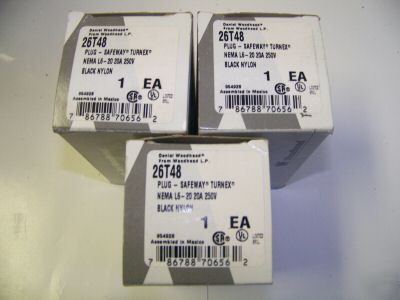 Daniel Woodhead®
From Woodhead L.P.
26T48
PLUG - SAFEWAY® TURNEX®
NEMA L6-20 20A 250V
BLACK NYLON
1 EA
954928
Assembled in Mexico
7 86788 70656 2
Daniel Woodhead®
From Woodhead L.P.
26T48
PLUG - SAFEWAY® TURNEX®
NEMA L6-20 20A 250V
BLACK NYLON
1 EA
954928
Assembled in Mexico
7 86788 70656 2
Daniel Woodhead®
From Woodhead L.P.
26T48
PLUG - SAFEWAY® TURNEX®
NEMA L6-20 20A 250V
BLACK NYLON
1 EA
954928
Assembled in Mexico
7 86788 70656 2